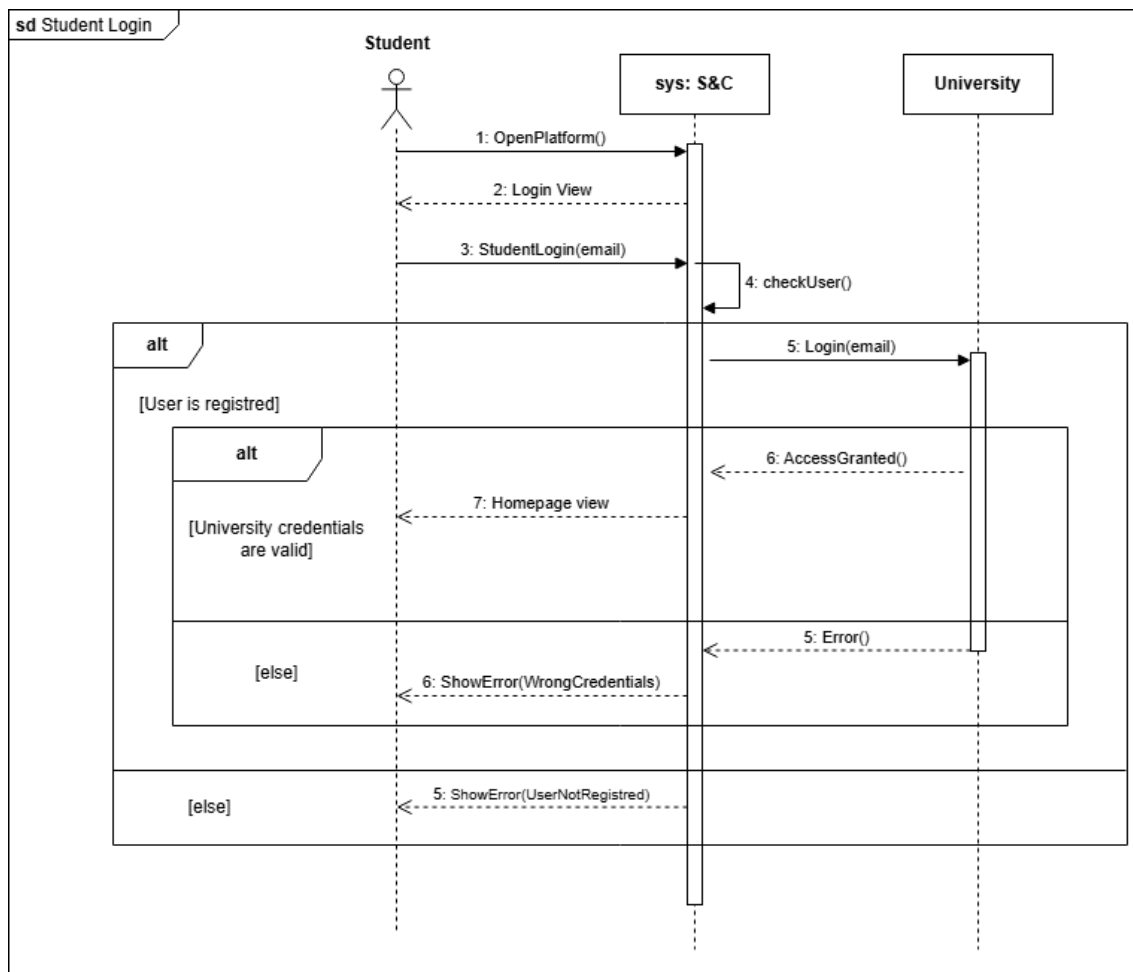 sd Student Login
Student
sys: S&C
University
1: OpenPlatform()
2: Login View
3: StudentLogin(email)
4: checkUser()
alt
5: Login(email)
[User is registred]
alt
6: AccessGranted()
7: Homepage view
[University credentials
are valid]
5: Error()
[else]
6: ShowError(WrongCredentials)
5: ShowError(UserNotRegistred)
[else]